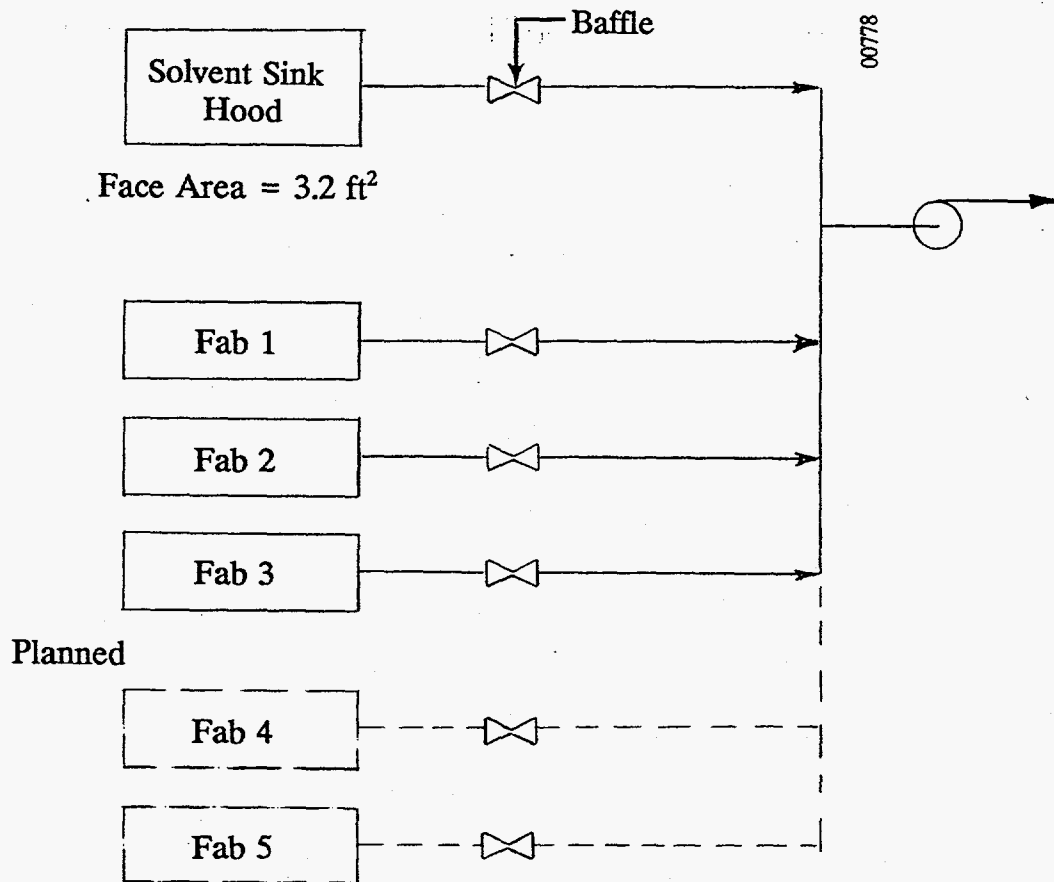 Baffle
00778
Solvent Sink
Hood
Face Area = 3.2 ft²
Fab 1
Fab 2
Fab 3
Planned
Fab 4
Fab 5